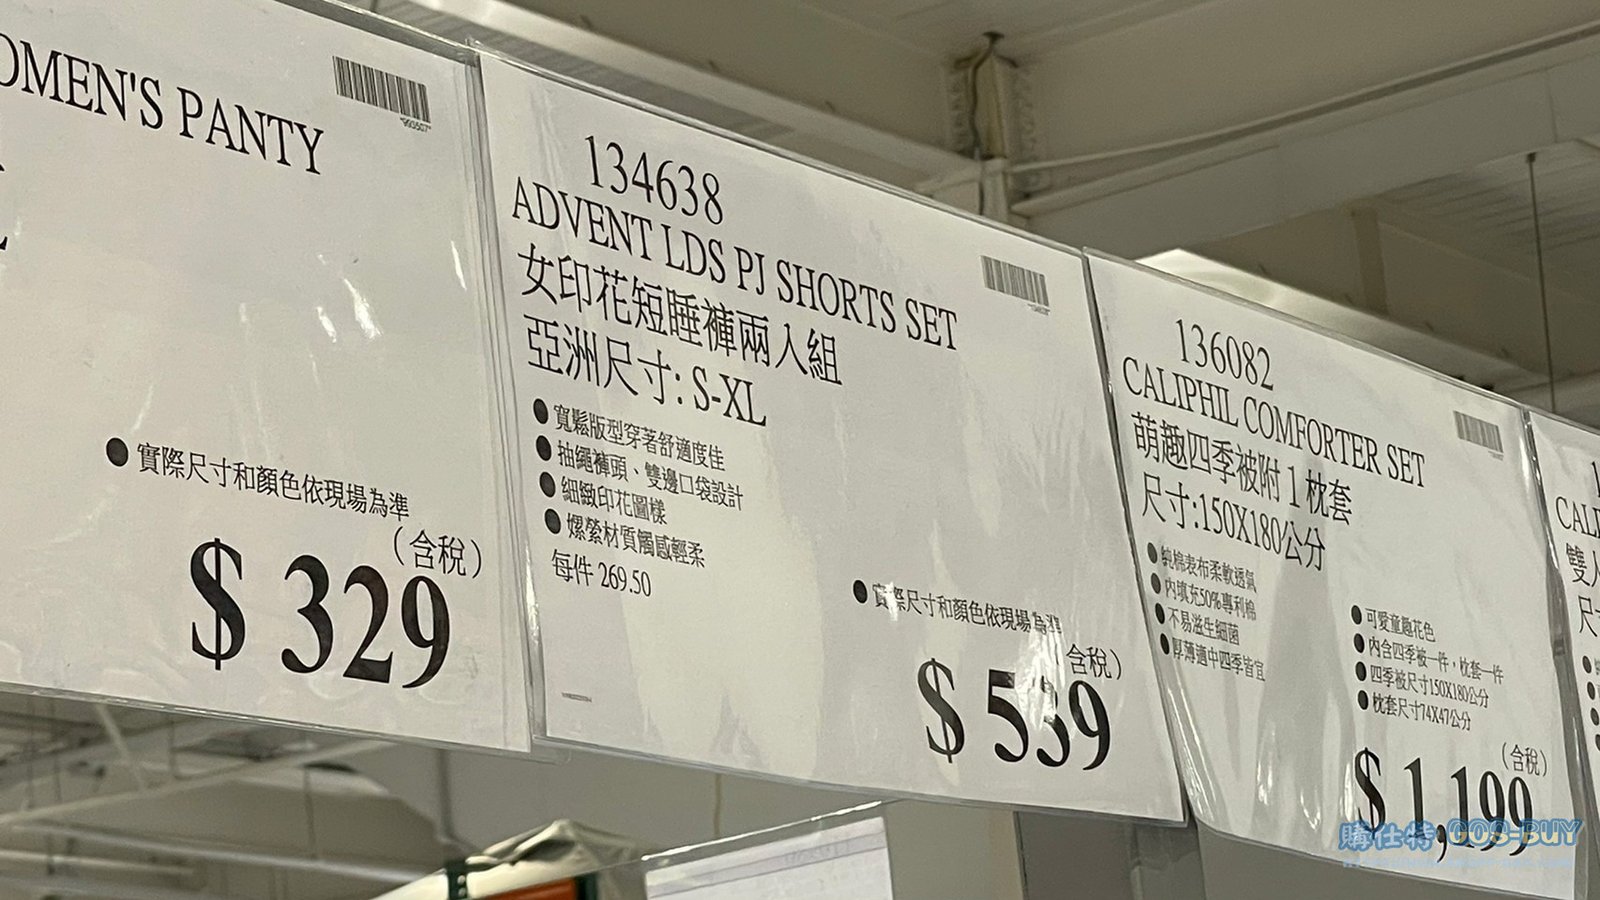 OMEN'S PANTY
*993507*
●實際尺寸和顏色依現場為準
(含稅)
$ 329
134638
ADVENT LDS PJ SHORTS SET
女印花短睡褲兩入組
亞洲尺寸: S-XL
●寬鬆版型穿著舒適度佳
●抽繩褲頭、雙邊口袋設計
●細緻印花圖樣
●嫘縈材質觸感輕柔
每件 269.50
●實際尺寸和顏色依現場為準
(含稅)
$ 539
136082
CALIPHIL COMFORTER SET
萌趣四季被附 1 枕套
尺寸:150X180公分
●純棉表布柔軟透氣
●內填充50%專利棉
●不易滋生細菌
●厚薄適中四季皆宜
●可愛童趣花色
●內含四季被一件，枕套一件
●四季被尺寸150X180公分
●枕套尺寸74X47公分
(含稅)
$ 1,199
CALI
雙人
尺寸
購仕特 GOS-BUY